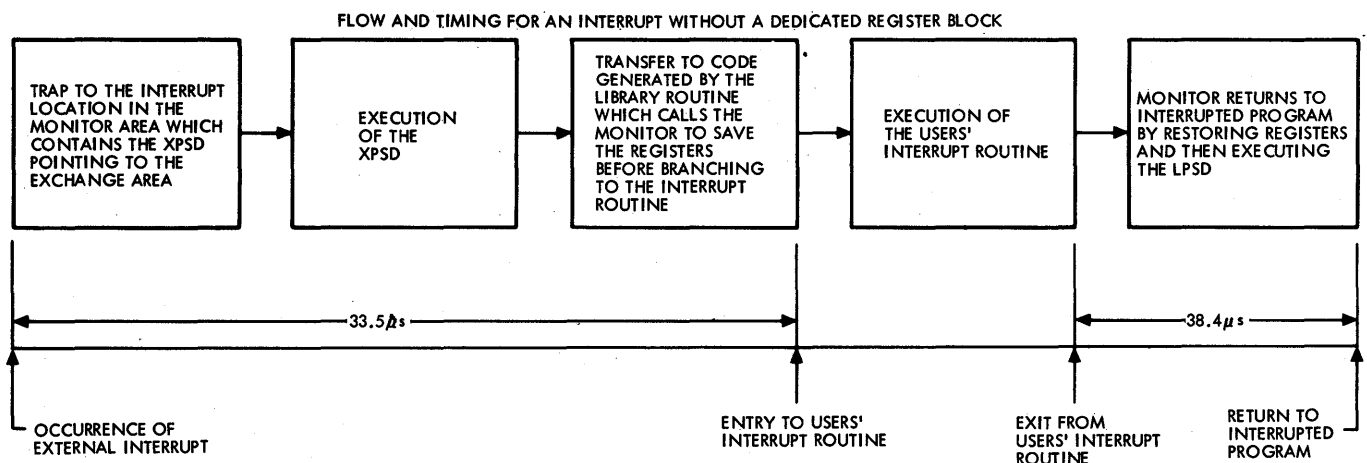 FLOW AND TIMING FOR AN INTERRUPT WITHOUT A DEDICATED REGISTER BLOCK
TRAP TO THE INTERRUPT
LOCATION IN THE
MONITOR AREA WHICH
CONTAINS THE XPSD
POINTING TO THE
EXCHANGE AREA
EXECUTION
OF THE
XPSD
TRANSFER TO CODE
GENERATED BY THE
LIBRARY ROUTINE
WHICH CALLS THE
MONITOR TO SAVE
THE REGISTERS
BEFORE BRANCHING
TO THE INTERRUPT
ROUTINE
EXECUTION OF
THE USERS'
INTERRUPT ROUTINE
MONITOR RETURNS TO
INTERRUPTED PROGRAM
BY RESTORING REGISTERS
AND THEN EXECUTING
THE LPSD
33.5μs
38.4μs
OCCURRENCE OF
EXTERNAL INTERRUPT
ENTRY TO USERS'
INTERRUPT ROUTINE
EXIT FROM
USERS' INTERRUPT
ROUTINE
RETURN TO
INTERRUPTED
PROGRAM